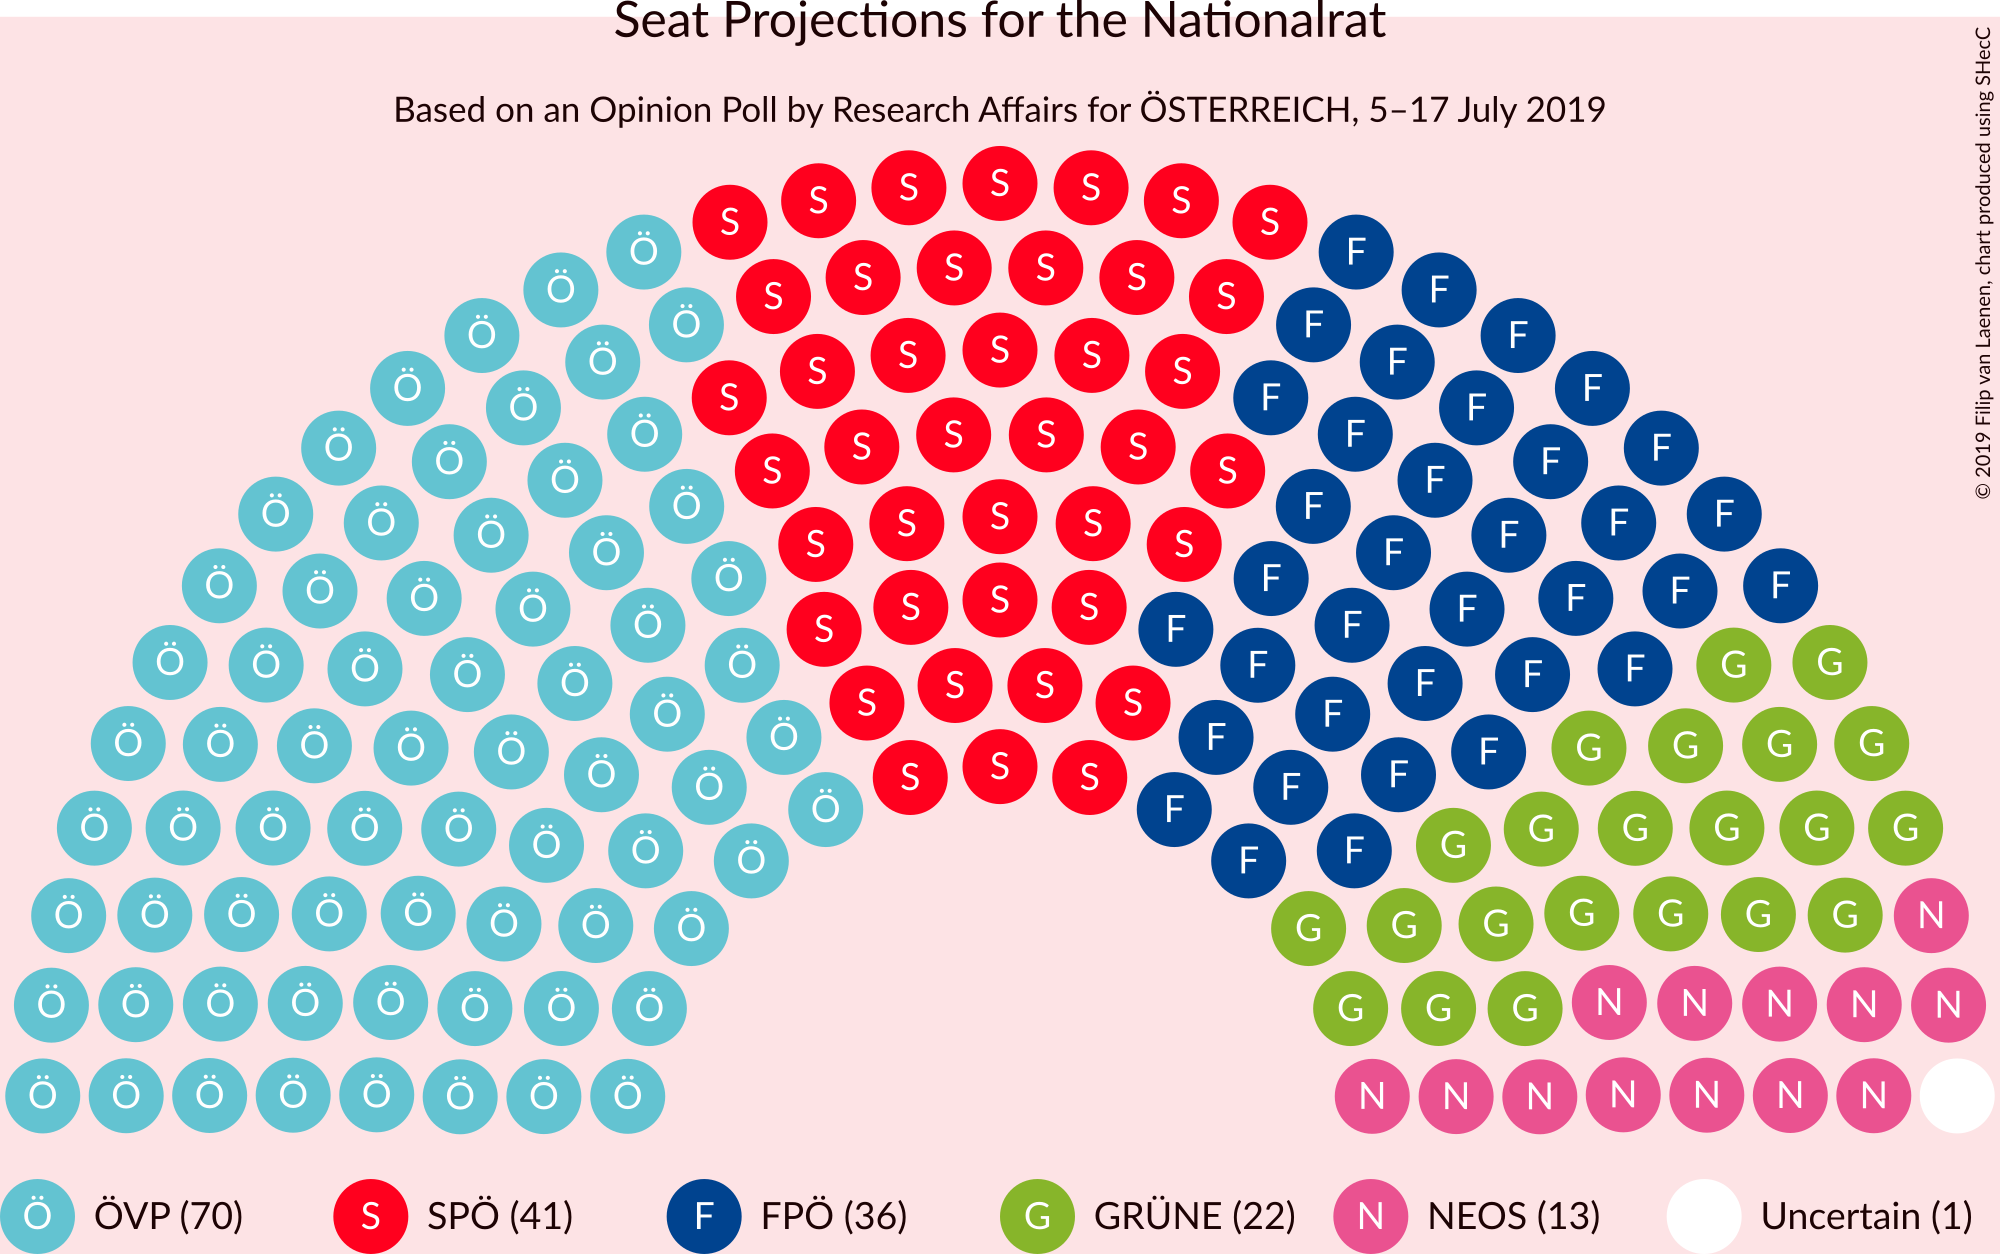 Seat Projections for the Nationalrat
Based on an Opinion Poll by Research Affairs for ÖSTERREICH, 5–17 July 2019
© 2019 Filip van Laenen, chart produced using SHecC
S S S S S S S
Ö F
Ö F
S S S S S S
Ö F
Ö F
Ö F
S S S S S S S
Ö F
Ö F
Ö F
Ö F
S S S S S S
Ö F
Ö F
Ö F
Ö F
Ö F
S S S S S
Ö F
Ö F
Ö F
Ö F
Ö F
S S S S F
Ö Ö Ö Ö Ö F F F F F
Ö Ö Ö Ö Ö Ö F F F F G G
S S S S
Ö Ö F F
Ö Ö Ö Ö Ö Ö F F F G G G G
S S S
Ö Ö F F
Ö Ö Ö Ö Ö Ö Ö Ö F F F G G G G G G
Ö Ö Ö Ö Ö Ö Ö Ö G G G G G G G N
Ö Ö Ö Ö Ö Ö Ö Ö G G G N N N N N
Ö Ö Ö Ö Ö Ö Ö Ö N N N N N N N
Ö ÖVP (70) S SPÖ (41) F FPÖ (36) G GRÜNE (22) N NEOS (13) Uncertain (1)